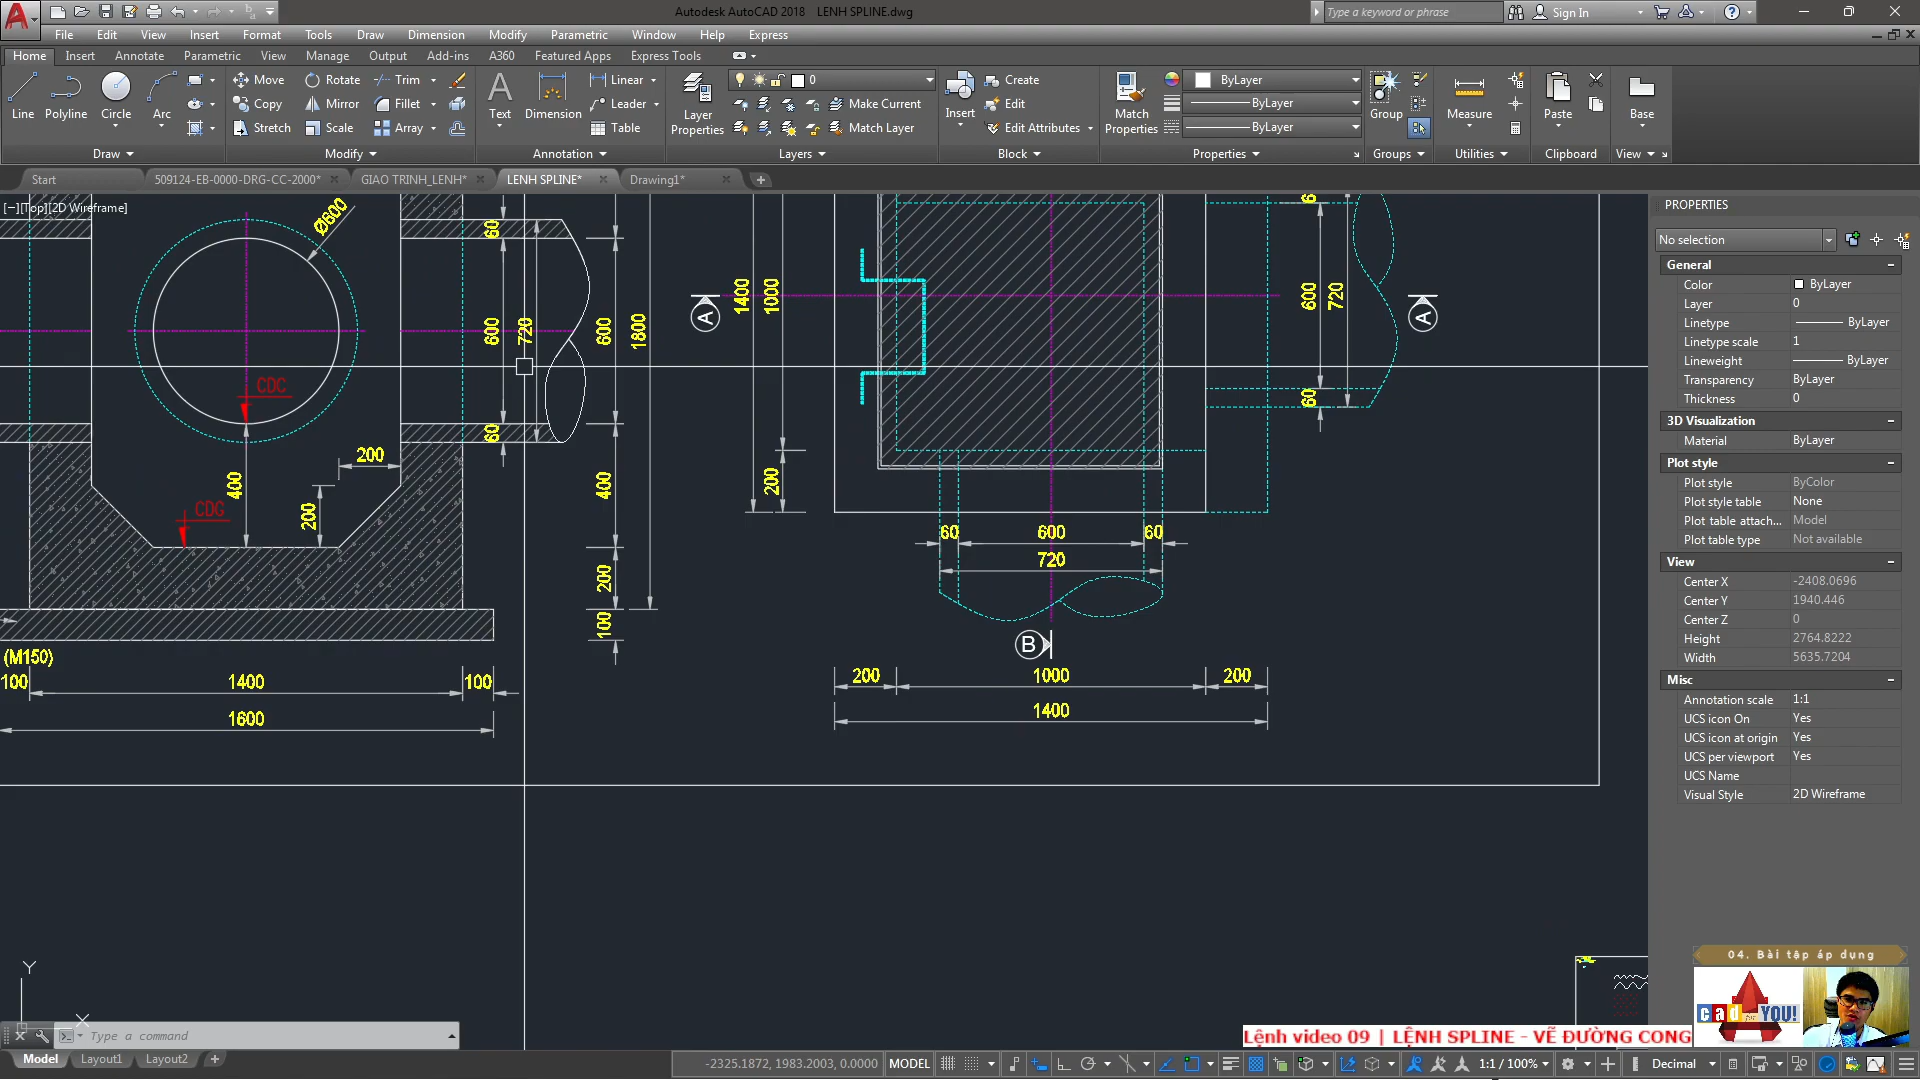 Autodesk AutoCAD 2018 LENH SPLINE.dwg
Type a keyword or phrase
Sign In
File Edit View Insert Format Tools Draw Dimension Modify Parametric Window Help Express
Home Insert Annotate Parametric View Manage Output Add-ins A360 Featured Apps Express Tools
Line Polyline Circle Arc
Move Rotate Trim
Copy Mirror Fillet
Stretch Scale Array
Text Dimension
Linear
Leader
Table
Layer Properties
0
Make Current
Match Layer
Insert
Create
Edit
Edit Attributes
Match Properties
ByLayer
ByLayer
ByLayer
Group
Measure
Paste
Base
Draw Modify Annotation Layers Block Properties Groups Utilities Clipboard View
Start 509124-EB-0000-DRG-CC-2000* GIAO TRINH_LENH* LENH SPLINE* Drawing1*
[−][Top][2D Wireframe]
Ø600
CDC
CDG
400
200
200
60
600
720
60
600
1800
400
200
100
(M150)
100 1400 100
1600
1400
1000
200
A
A
B
60
600
720
60
60 600 60
720
200 1000 200
1400
PROPERTIES
No selection
General
Color ByLayer
Layer 0
Linetype ByLayer
Linetype scale 1
Lineweight ByLayer
Transparency ByLayer
Thickness 0
3D Visualization
Material ByLayer
Plot style
Plot style ByColor
Plot style table None
Plot table attach... Model
Plot table type Not available
View
Center X -2408.0696
Center Y 1940.446
Center Z 0
Height 2764.8222
Width 5635.7204
Misc
Annotation scale 1:1
UCS icon On Yes
UCS icon at origin Yes
UCS per viewport Yes
UCS Name
Visual Style 2D Wireframe
04. Bài tập áp dụng
cad for YOU!
Lệnh video 09 | LỆNH SPLINE - VẼ ĐƯỜNG CONG
Y
X
Type a command
Model Layout1 Layout2
-2325.1872, 1983.2003, 0.0000 MODEL 1:1 / 100% Decimal